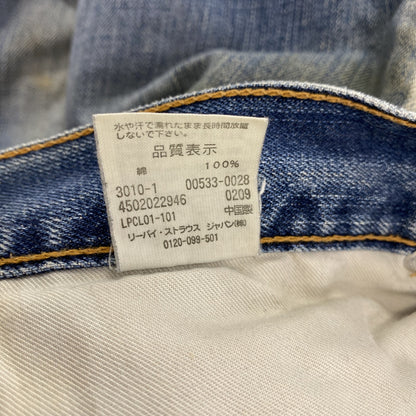 水や汗で濡れたまま長時間放置
しないで下さい。
品質表示
綿 100%
3010-1 00533-0028
4502022946 0209
LPCL01-101 中国製
リーバイ・ストラウス ジャパン(株)
0120-099-501